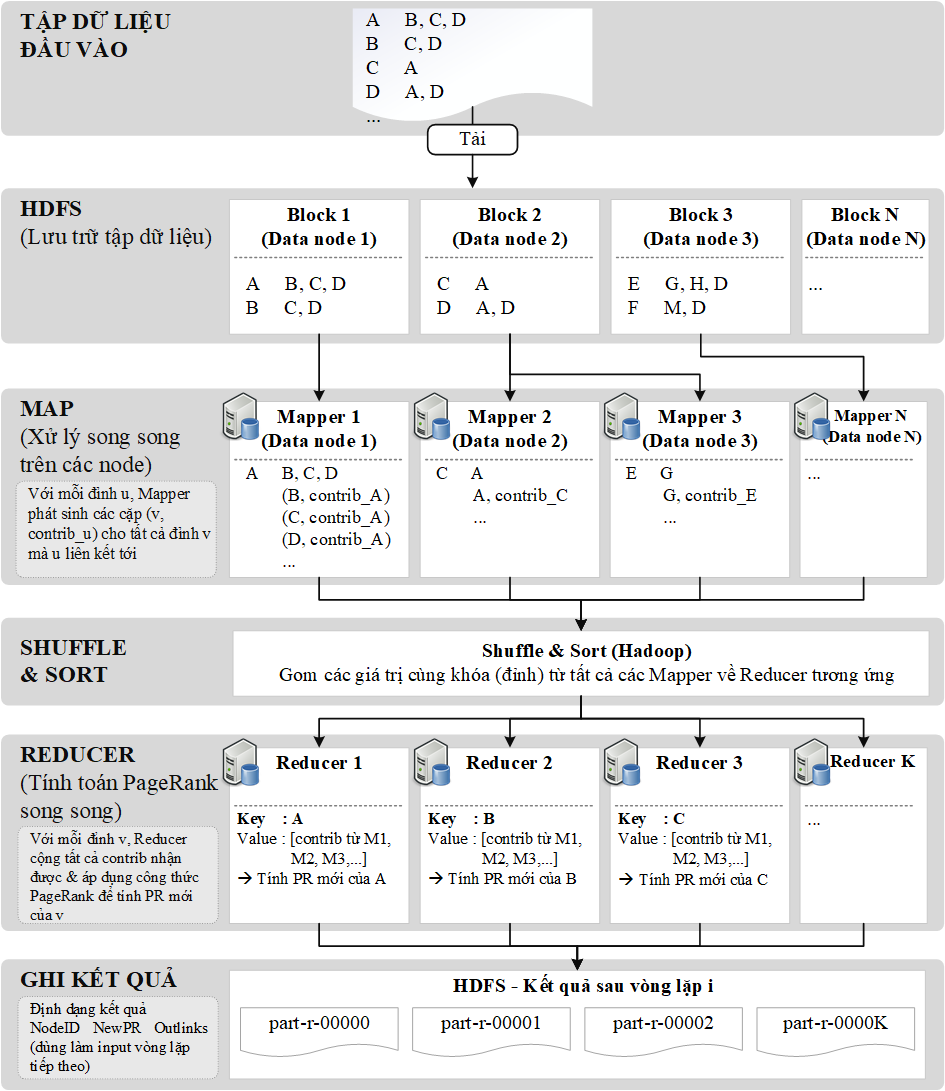 TẬP DỮ LIỆU
ĐẦU VÀO
A B, C, D
B C, D
C A
D A, D
...
Tải
HDFS
(Lưu trữ tập dữ liệu)
Block 1
(Data node 1)
A B, C, D
B C, D
Block 2
(Data node 2)
C A
D A, D
Block 3
(Data node 3)
E G, H, D
F M, D
Block N
(Data node N)
...
MAP
(Xử lý song song
trên các node)
Với mỗi đỉnh u, Mapper
phát sinh các cặp (v,
contrib_u) cho tất cả đỉnh v
mà u liên kết tới
Mapper 1
(Data node 1)
A B, C, D
(B, contrib_A)
(C, contrib_A)
(D, contrib_A)
...
Mapper 2
(Data node 2)
C A
A, contrib_C
...
Mapper 3
(Data node 3)
E G
G, contrib_E
...
Mapper N
(Data node N)
...
SHUFFLE
& SORT
Shuffle & Sort (Hadoop)
Gom các giá trị cùng khóa (đỉnh) từ tất cả các Mapper về Reducer tương ứng
REDUCER
(Tính toán PageRank
song song)
Với mỗi đỉnh v, Reducer
cộng tất cả contrib nhận
được & áp dụng công thức
PageRank để tính PR mới
của v
Reducer 1
Key : A
Value : [contrib từ M1,
M2, M3,...]
→ Tính PR mới của A
Reducer 2
Key : B
Value : [contrib từ M1,
M2, M3,...]
→ Tính PR mới của B
Reducer 3
Key : C
Value : [contrib từ M1,
M2, M3,...]
→ Tính PR mới của C
Reducer K
...
GHI KẾT QUẢ
Định dạng kết quả
NodeID NewPR Outlinks
(dùng làm input vòng lặp
tiếp theo)
HDFS - Kết quả sau vòng lặp i
part-r-00000
part-r-00001
part-r-00002
part-r-0000K